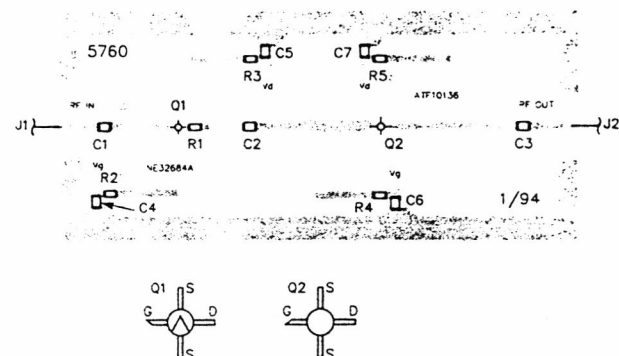 5760 C5 C7
R3 R5
Vd Vd
ATF10136
RF IN Q1 RF OUT
J1 J2
C1 R1 C2 Q2 C3
Vg NE32684A Vg
R2
C4 R4 C6 1/94
Q1 S Q2 S
G D G D
S S